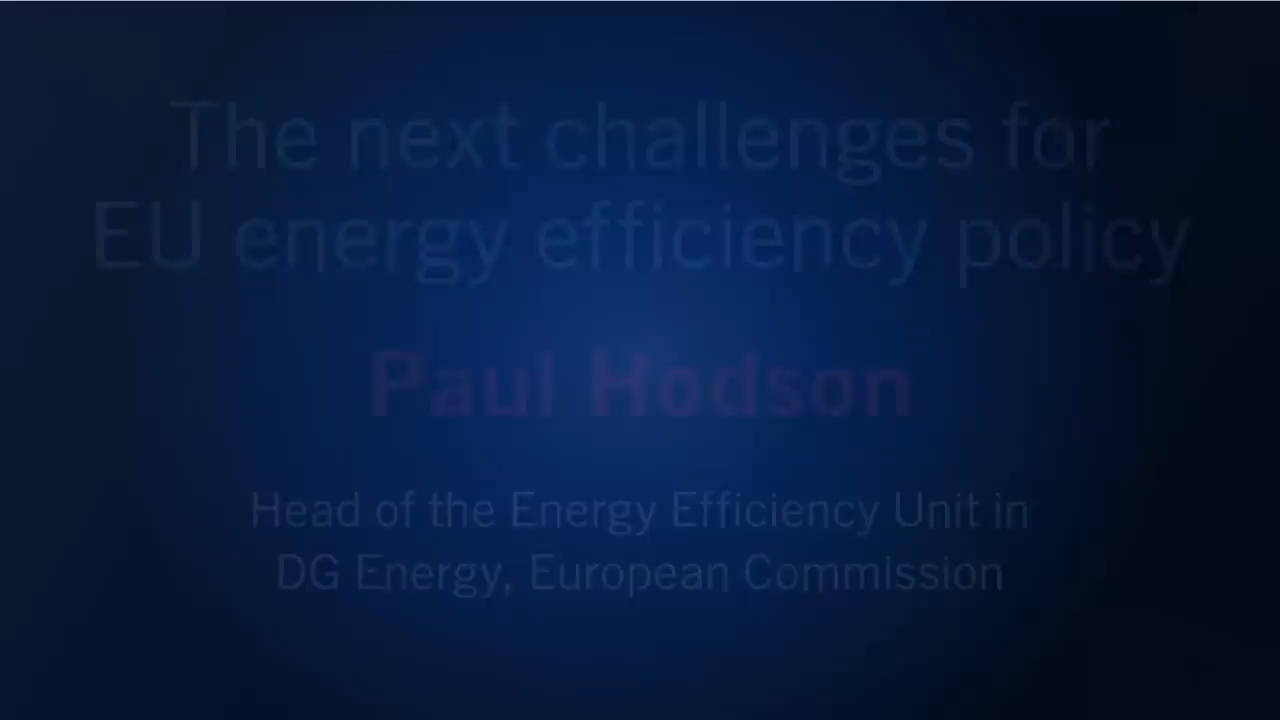 The next challenges for
EU energy efficiency policy
Paul Hodson
Head of the Energy Efficiency Unit in
DG Energy, European Commission